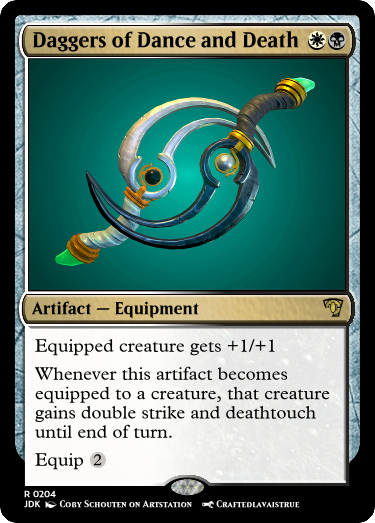 Daggers of Dance and Death
Artifact — Equipment
Equipped creature gets +1/+1
Whenever this artifact becomes
equipped to a creature, that creature
gains double strike and deathtouch
until end of turn.
Equip 2
R 0204
JDK Coby Schouten on Artstation Craftedlavaistrue